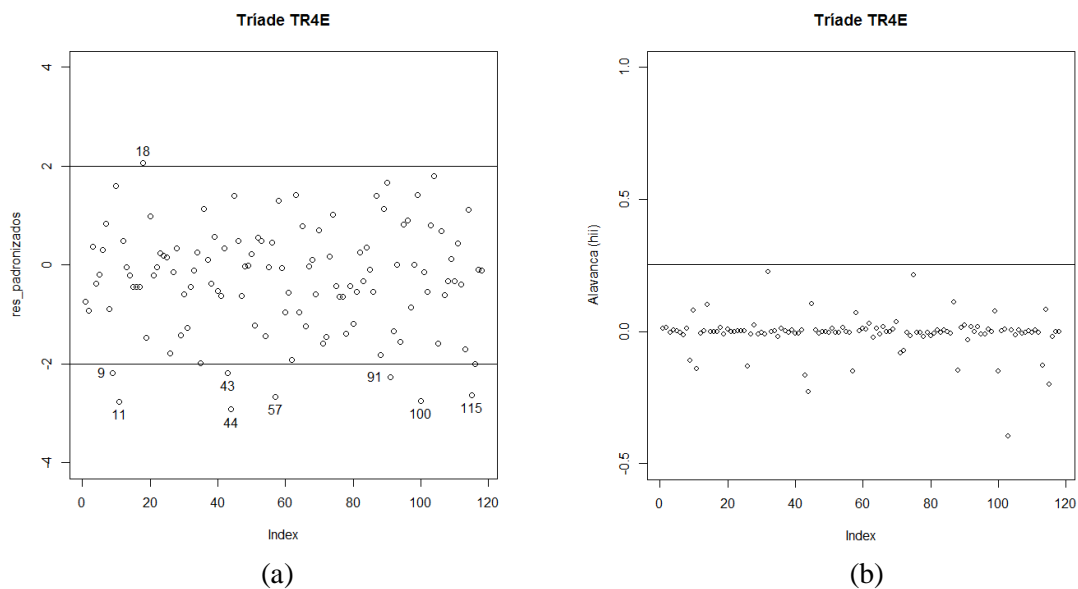 Tríade TR4E
4
2
0
-2
-4
res_padronizados
18
9
11
43
44
57
91
100
115
0 20 40 60 80 100 120
Index
(a)
Tríade TR4E
1.0
0.5
0.0
-0.5
Alavanca (hii)
0 20 40 60 80 100 120
Index
(b)